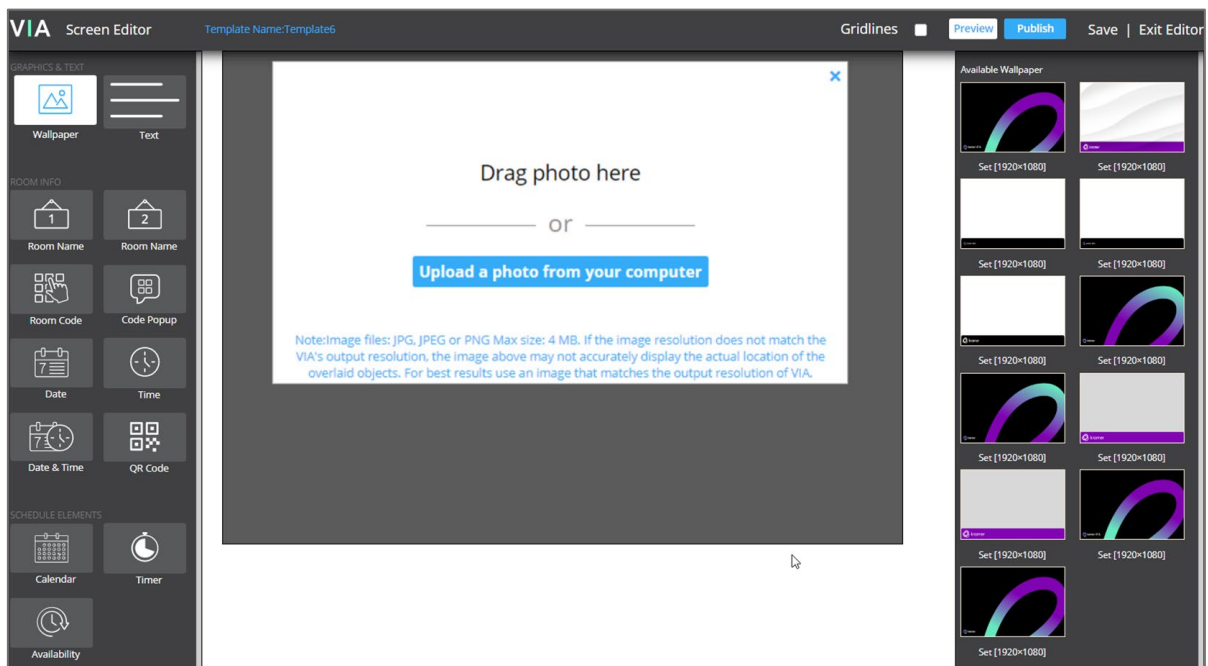 VIA Screen Editor
Template Name:Template6
Gridlines
Preview
Publish
Save | Exit Editor
GRAPHICS & TEXT
Wallpaper
Text
ROOM INFO
1
2
Room Name
Room Name
Room Code
Code Popup
7
Date
Time
7
Date & Time
QR Code
SCHEDULE ELEMENTS
Calendar
Timer
Availability
×
Drag photo here
or
Upload a photo from your computer
Note:Image files: JPG, JPEG or PNG Max size: 4 MB. If the image resolution does not match the
VIA's output resolution, the image above may not accurately display the actual location of the
overlaid objects. For best results use an image that matches the output resolution of VIA.
Available Wallpaper
Set [1920×1080]
Set [1920×1080]
Set [1920×1080]
Set [1920×1080]
Set [1920×1080]
Set [1920×1080]
Set [1920×1080]
Set [1920×1080]
Set [1920×1080]
Set [1920×1080]
Set [1920×1080]